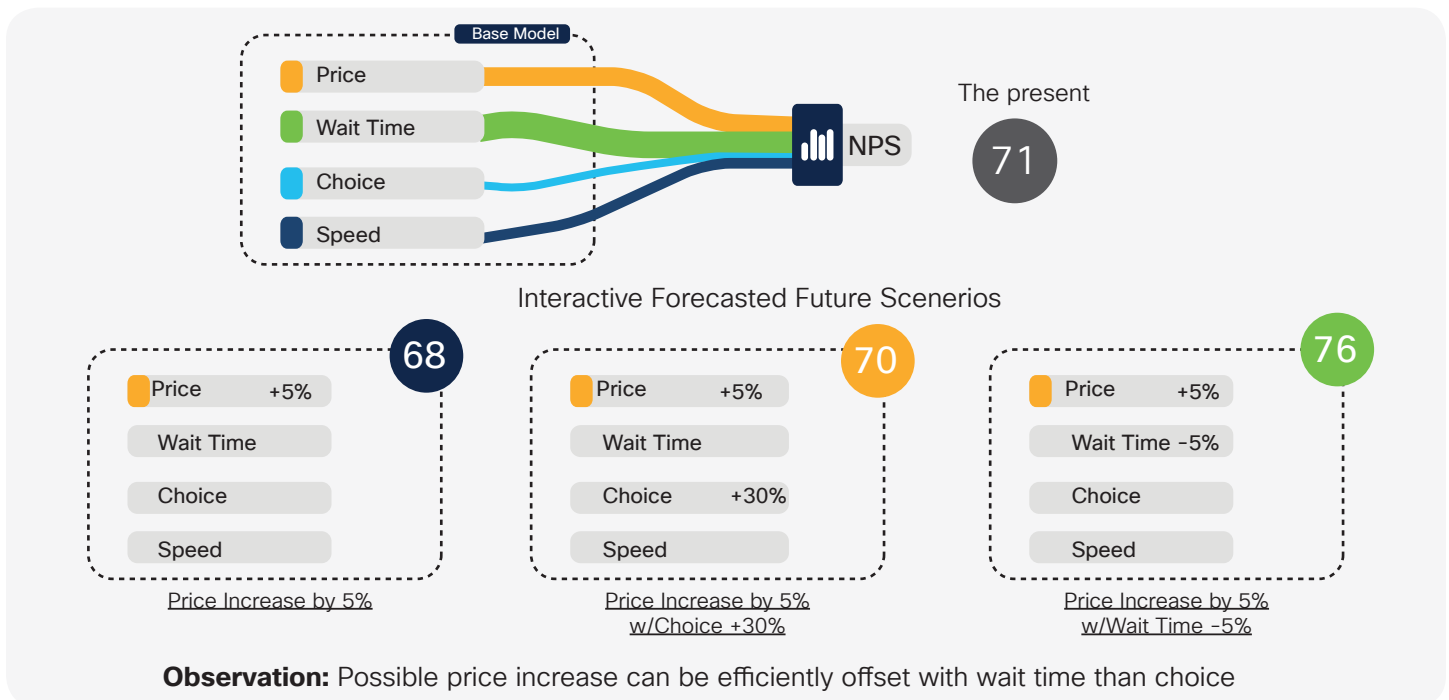 Base Model
Price
Wait Time
Choice
Speed
NPS
The present
71
Interactive Forecasted Future Scenerios
68
Price +5%
Wait Time
Choice
Speed
Price Increase by 5%
70
Price +5%
Wait Time
Choice +30%
Speed
Price Increase by 5%
w/Choice +30%
76
Price +5%
Wait Time -5%
Choice
Speed
Price Increase by 5%
w/Wait Time -5%
Observation: Possible price increase can be efficiently offset with wait time than choice